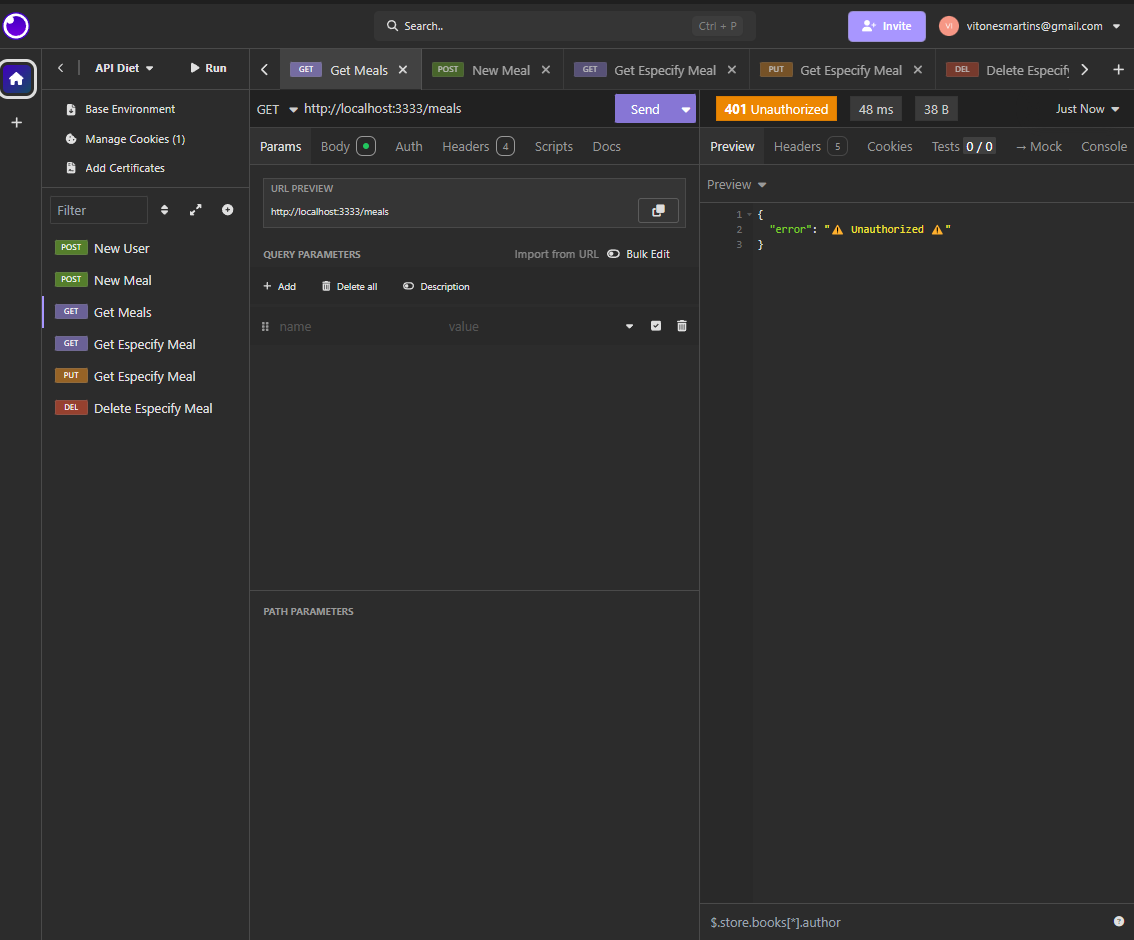 Search..
Ctrl + P
Invite
VI
vitonesmartins@gmail.com
API Diet
Run
GET Get Meals
POST New Meal
GET Get Especify Meal
PUT Get Especify Meal
DEL Delete Especify
Base Environment
Manage Cookies (1)
Add Certificates
Filter
POST New User
POST New Meal
GET Get Meals
GET Get Especify Meal
PUT Get Especify Meal
DEL Delete Especify Meal
GET http://localhost:3333/meals
Send
Params Body Auth Headers 4 Scripts Docs
URL PREVIEW
http://localhost:3333/meals
QUERY PARAMETERS
Import from URL Bulk Edit
+ Add Delete all Description
name value
PATH PARAMETERS
401 Unauthorized 48 ms 38 B Just Now
Preview Headers 5 Cookies Tests 0 / 0 → Mock Console
Preview
1 {
2 "error": "⚠️ Unauthorized ⚠️"
3 }
$.store.books[*].author
?